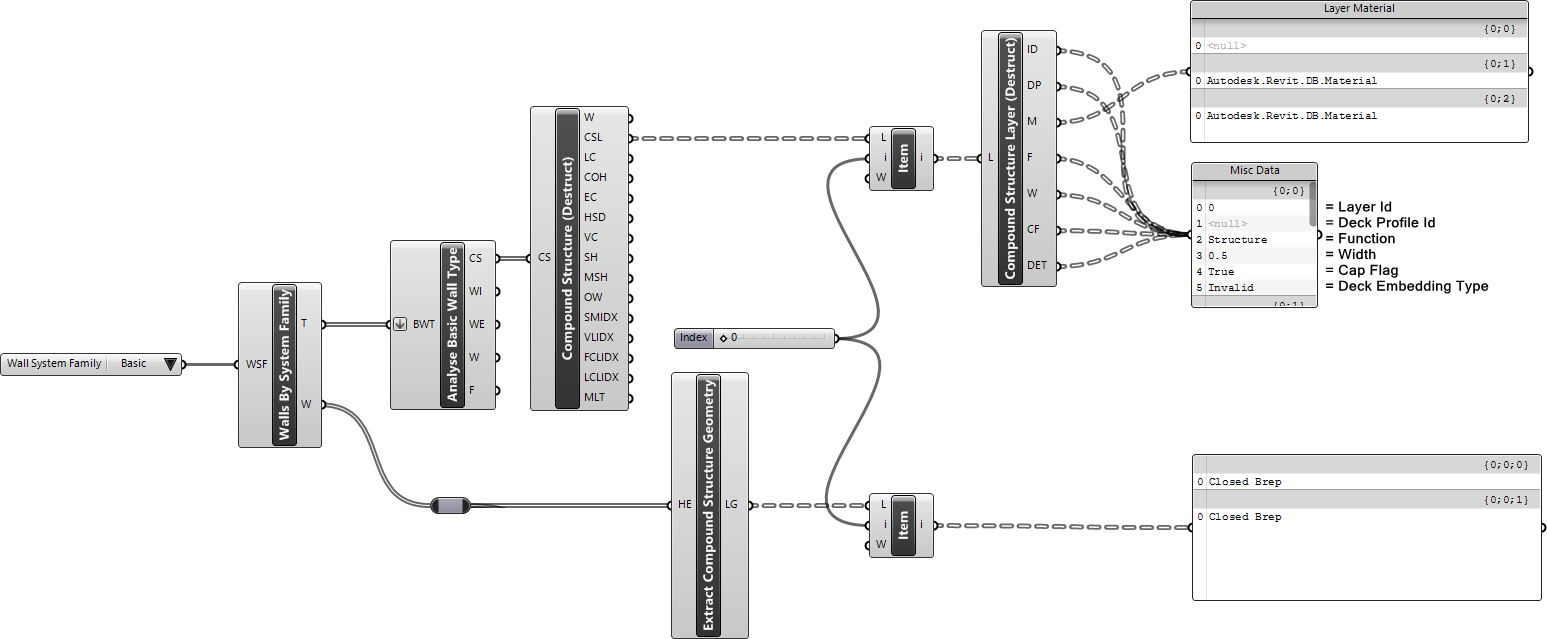 Wall System Family Basic
WSF
Walls By System Family
T
W
BWT
Analyse Basic Wall Type
CS
WI
WE
W
F
CS
Compound Structure (Destruct)
W
CSL
LC
COH
EC
HSD
VC
SH
MSH
OW
SMIDX
VLIDX
FCLIDX
LCLIDX
MLT
Index 0
HE
Extract Compound Structure Geometry
LG
L
i
W
Item
i
L
i
W
Item
i
L
Compound Structure Layer (Destruct)
ID
DP
M
F
W
CF
DET
Layer Material
{0;0}
0 <null>
{0;1}
0 Autodesk.Revit.DB.Material
{0;2}
0 Autodesk.Revit.DB.Material
Misc Data
{0;0}
0 0 = Layer Id
1 <null> = Deck Profile Id
2 Structure = Function
3 0.5 = Width
4 True = Cap Flag
5 Invalid = Deck Embedding Type
{0;1}
{0;0;0}
0 Closed Brep
{0;0;1}
0 Closed Brep